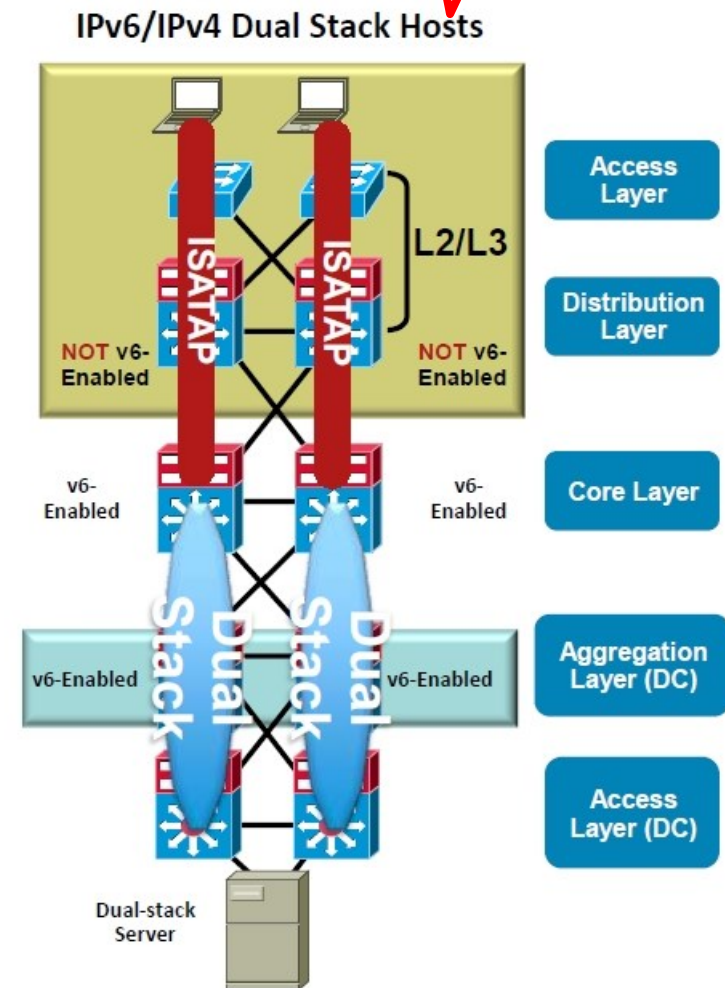 IPv6/IPv4 Dual Stack Hosts
Access
Layer
L2/L3
ISATAP
ISATAP
Distribution
Layer
NOT v6-
Enabled
NOT v6-
Enabled
v6-
Enabled
v6-
Enabled
Core Layer
Dual
Stack
Dual
Stack
v6-Enabled
v6-Enabled
Aggregation
Layer (DC)
Access
Layer (DC)
Dual-stack
Server